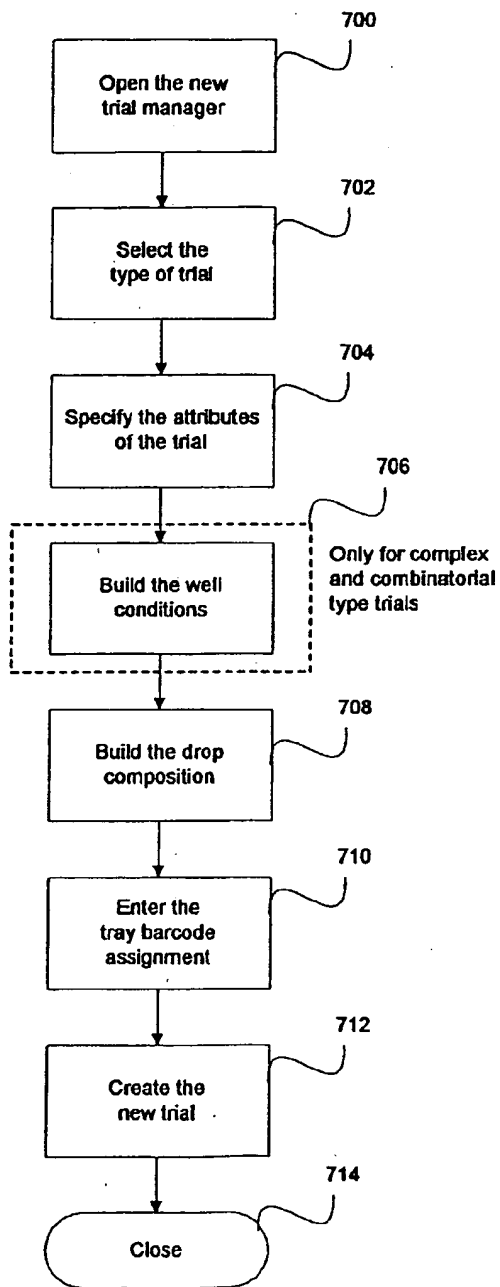 700
Open the new
trial manager
702
Select the
type of trial
704
Specify the attributes
of the trial
706
Only for complex
and combinatorial
type trials
Build the well
conditions
708
Build the drop
composition
710
Enter the
tray barcode
assignment
712
Create the
new trial
714
Close